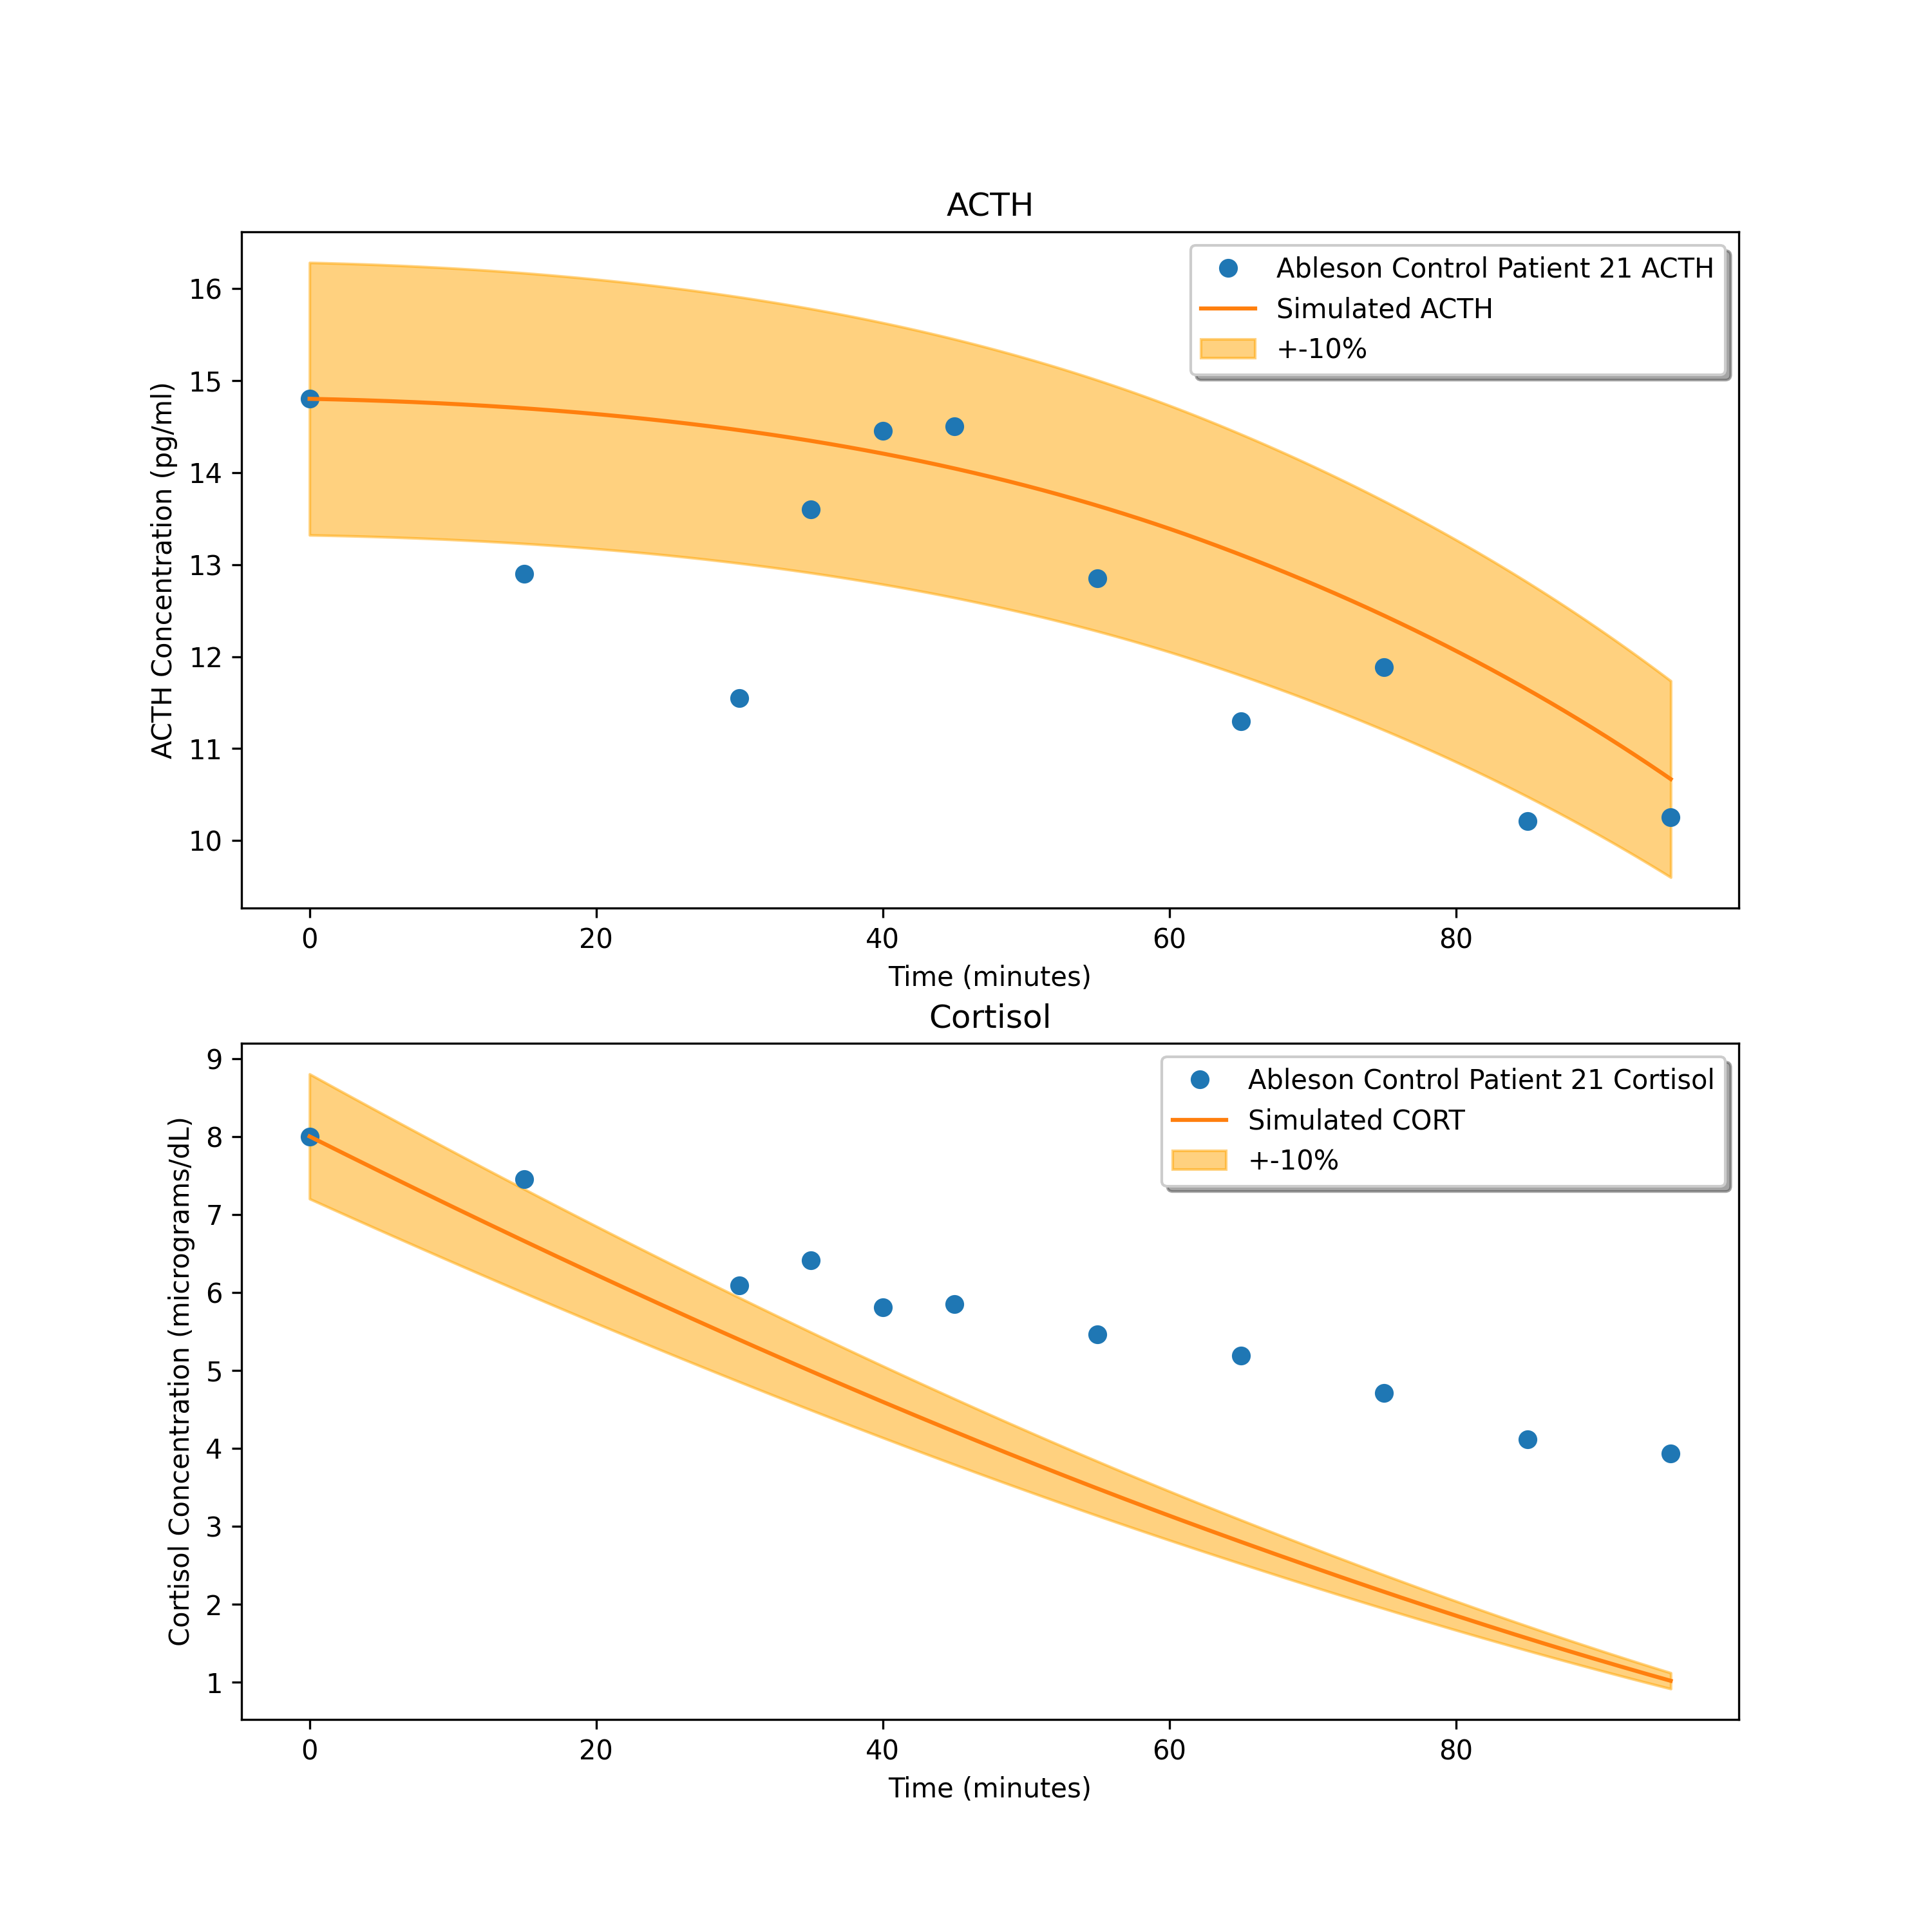 ACTH
Ableson Control Patient 21 ACTH
Simulated ACTH
+-10%
ACTH Concentration (pg/ml)
16
15
14
13
12
11
10
0 20 40 60 80
Time (minutes)
Cortisol
Ableson Control Patient 21 Cortisol
Simulated CORT
+-10%
Cortisol Concentration (micrograms/dL)
9
8
7
6
5
4
3
2
1
0 20 40 60 80
Time (minutes)